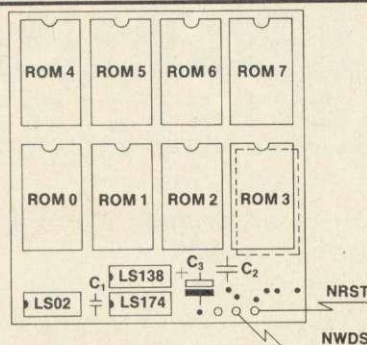 ROM 4 ROM 5 ROM 6 ROM 7
ROM 0 ROM 1 ROM 2 ROM 3
LS138 + C3 C2
LS02 C1 LS174
NRST
NWDS